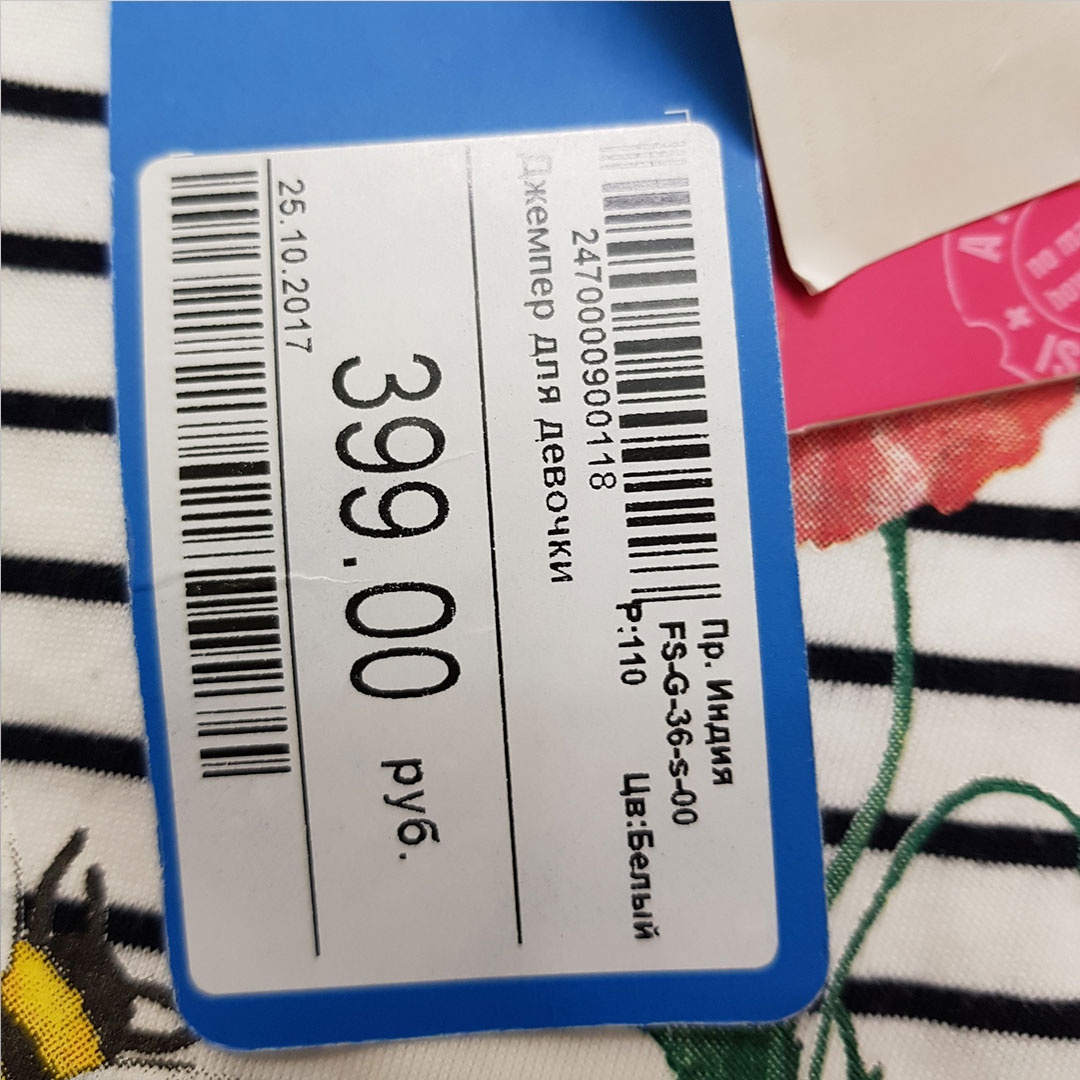 Пр. Индия
FS-G-36-s-00
Р:110 Цв:Белый
2470000900118
Джемпер для девочки
399.00 руб.
25.10.2017